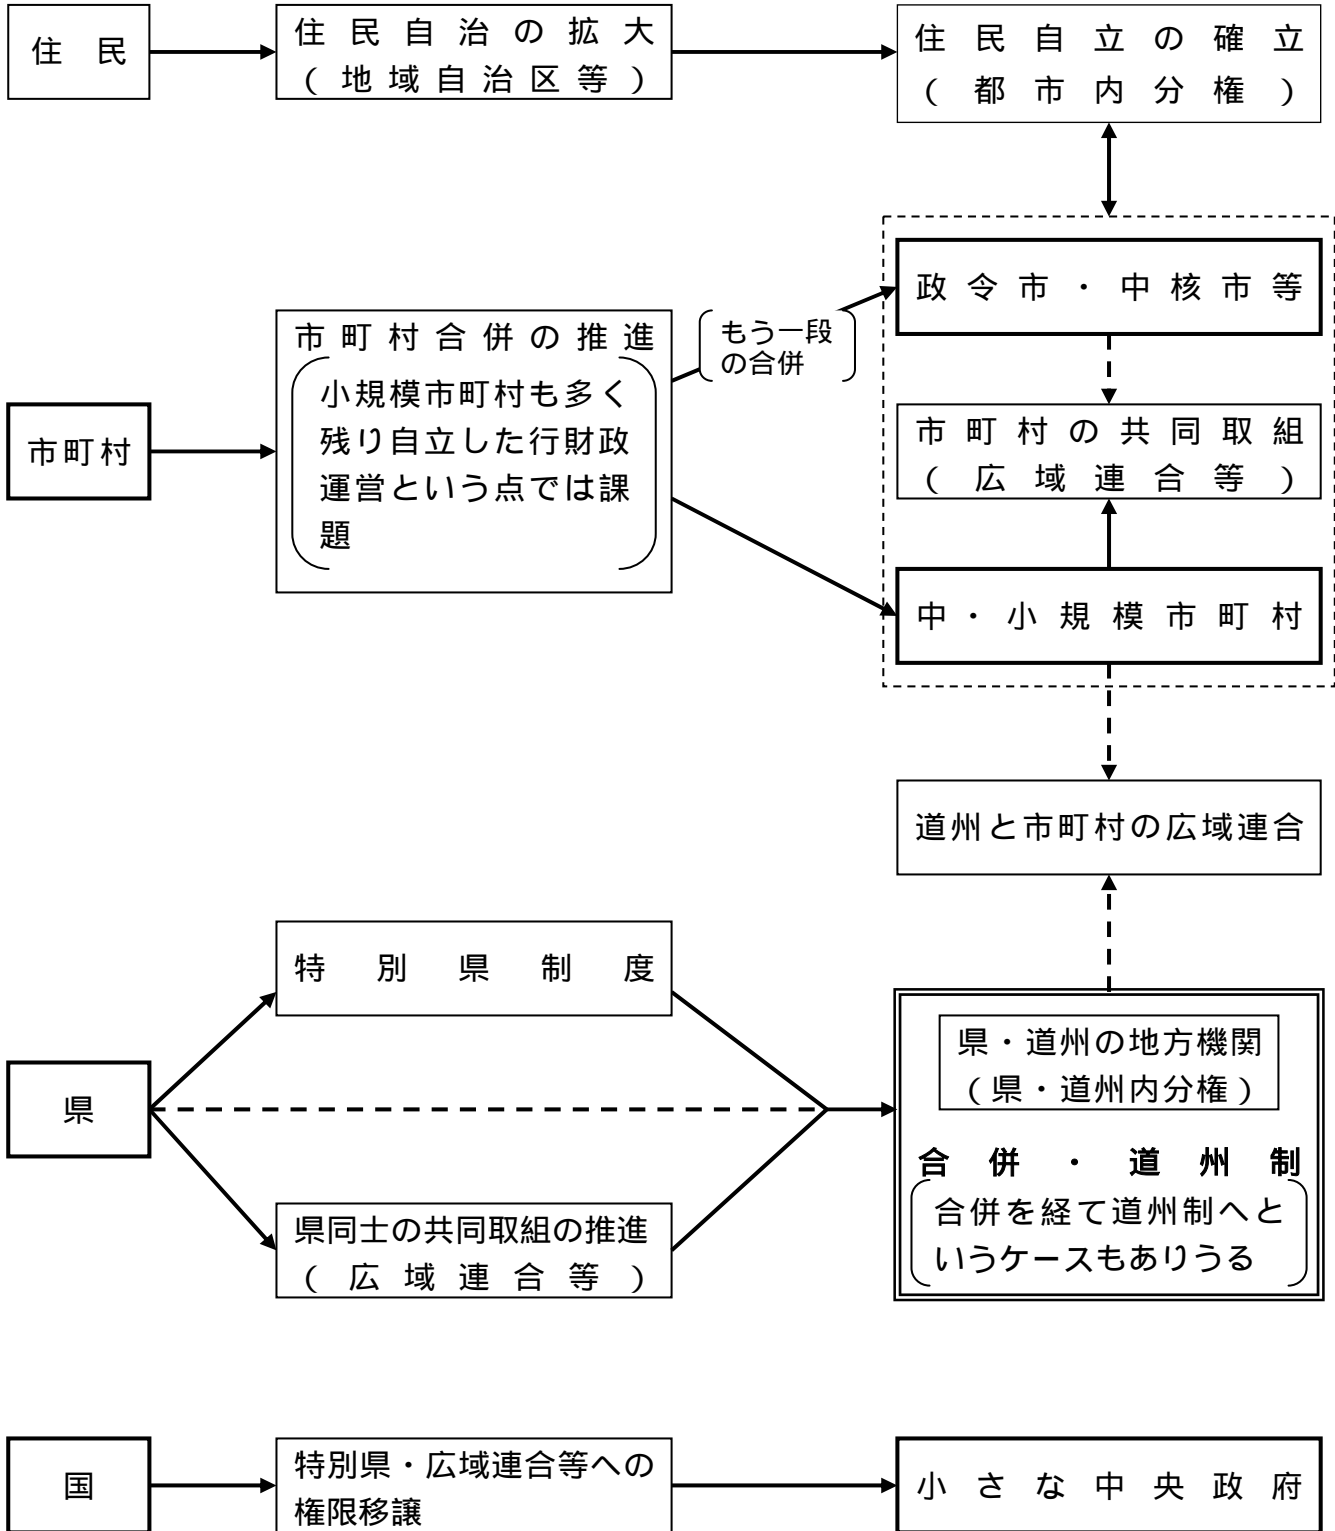 住民
住民自治の拡大
（地域自治区等）
住民自立の確立
（都市内分権）
市町村
市町村合併の推進
小規模市町村も多く
残り自立した行財政
運営という点では課
題
もう一段
の合併
政令市・中核市等
市町村の共同取組
（広域連合等）
中・小規模市町村
道州と市町村の広域連合
県
特別県制度
県同士の共同取組の推進
（広域連合等）
県・道州の地方機関
（県・道州内分権）
合併・道州制
合併を経て道州制へと
いうケースもありうる
国
特別県・広域連合等への
権限移譲
小さな中央政府